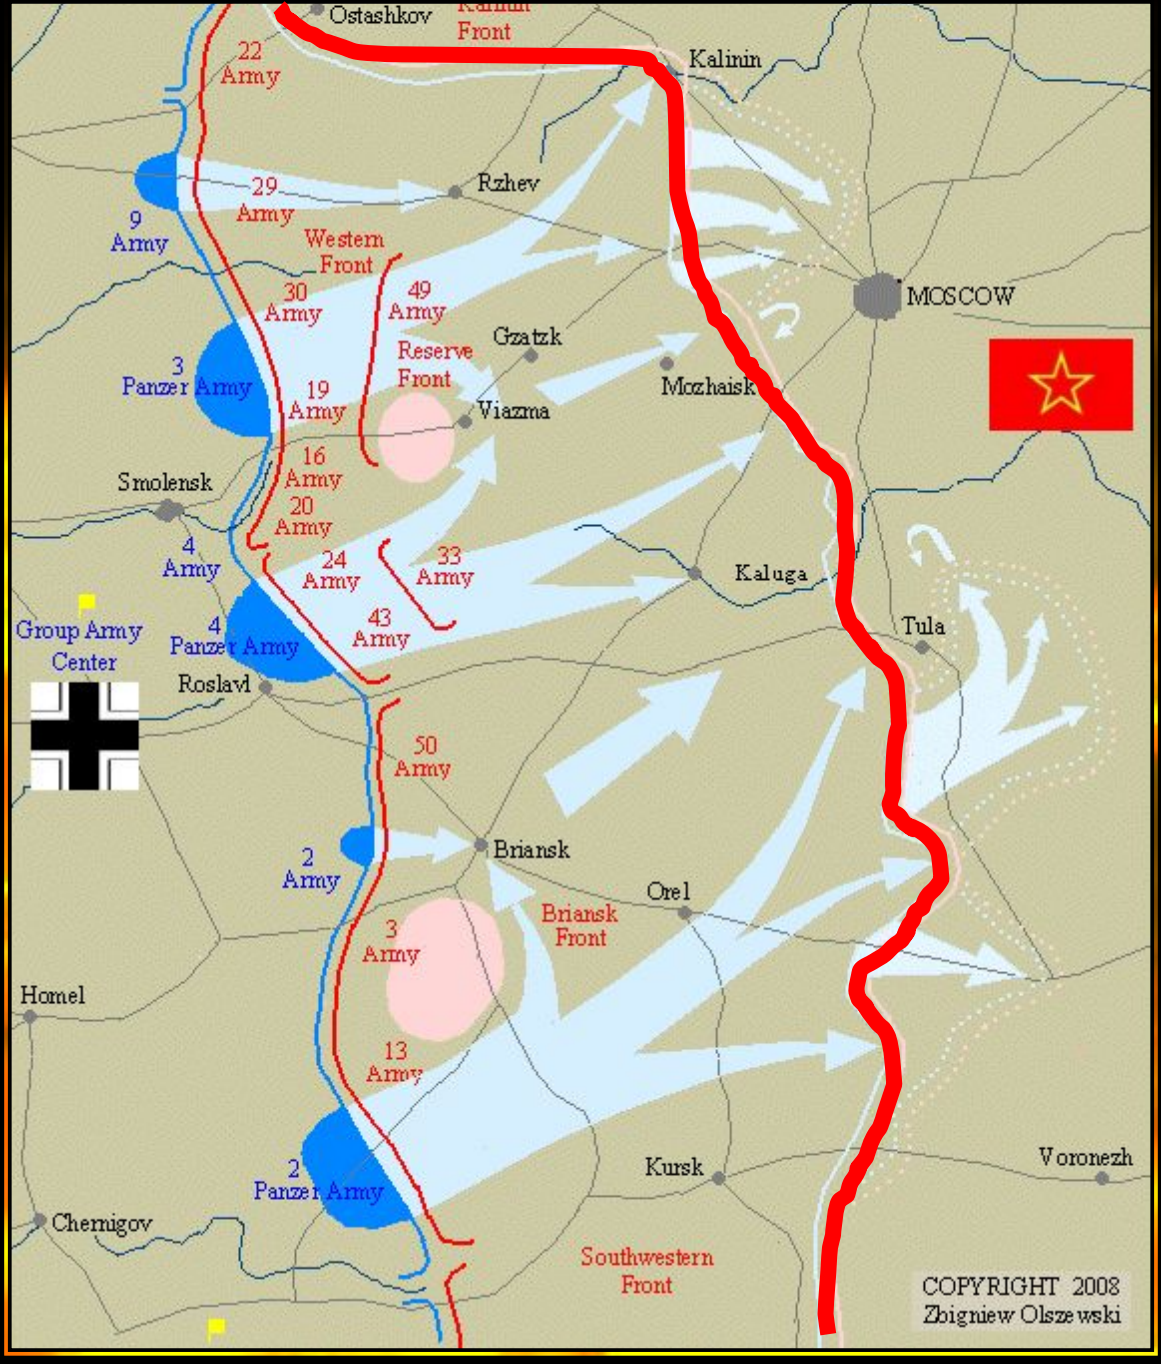 Ostashkov
Kalinin
Front
22
Army
Kalinin
29
Army
Rzhev
9
Army
Western
Front
30
Army
49
Army
MOSCOW
Reserve
Front
Gzatzk
3
Panzer Army
19
Army
Mozhaisk
Viazma
16
Army
Smolensk
20
Army
4
Army
24
Army
33
Army
Kaluga
43
Army
Group Army
Center
4
Panzer Army
Tula
Roslavl
50
Army
2
Army
Briansk
Orel
3
Army
Briansk
Front
Homel
13
Army
2
Panzer Army
Kursk
Voronezh
Chernigov
Southwestern
Front
COPYRIGHT 2008
Zbigniew Olszewski